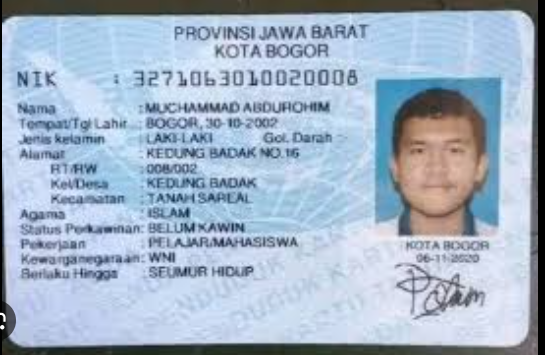 PROVINSI JAWA BARAT
KOTA BOGOR
NIK : 3271063010020008
Nama : MUCHAMMAD ABDUROHIM
Tempat/Tgl Lahir : BOGOR, 30-10-2002
Jenis kelamin : LAKI-LAKI Gol. Darah :-
Alamat : KEDUNG BADAK NO.16
RT/RW : 008/002
Kel/Desa : KEDUNG BADAK
Kecamatan : TANAH SAREAL
Agama : ISLAM
Status Perkawinan: BELUM KAWIN
Pekerjaan : PELAJAR/MAHASISWA
Kewarganegaraan: WNI
Berlaku Hingga : SEUMUR HIDUP
KOTA BOGOR
06-11-2020